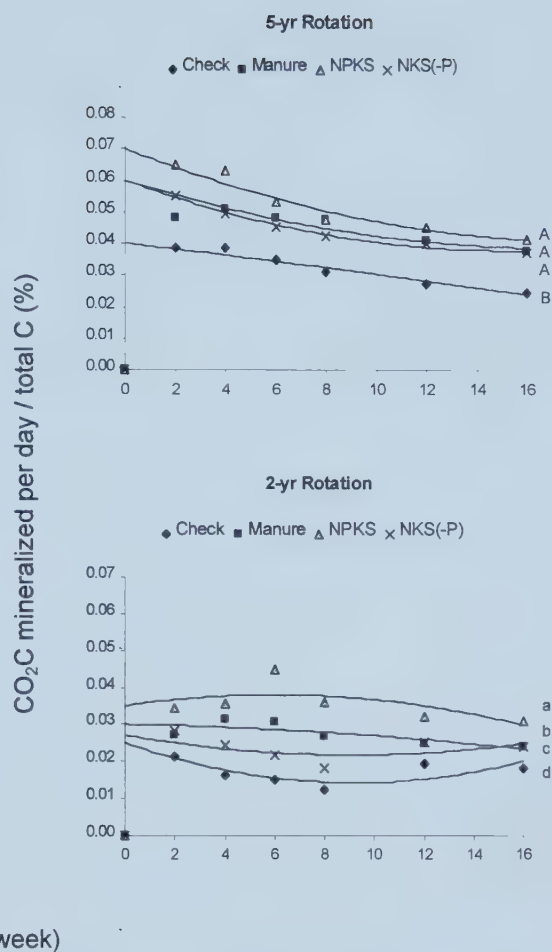 5-yr Rotation
◆ Check ■ Manure △ NPKS × NKS(-P)
0.08
0.07
0.06
0.05
0.04
0.03
0.02
0.01
0.00
A
A
A
B
0 2 4 6 8 10 12 14 16
CO₂C mineralized per day / total C (%)
2-yr Rotation
◆ Check ■ Manure △ NPKS × NKS(-P)
0.07
0.06
0.05
0.04
0.03
0.02
0.01
0.00
a
b
c
d
0 2 4 6 8 10 12 14 16
week)